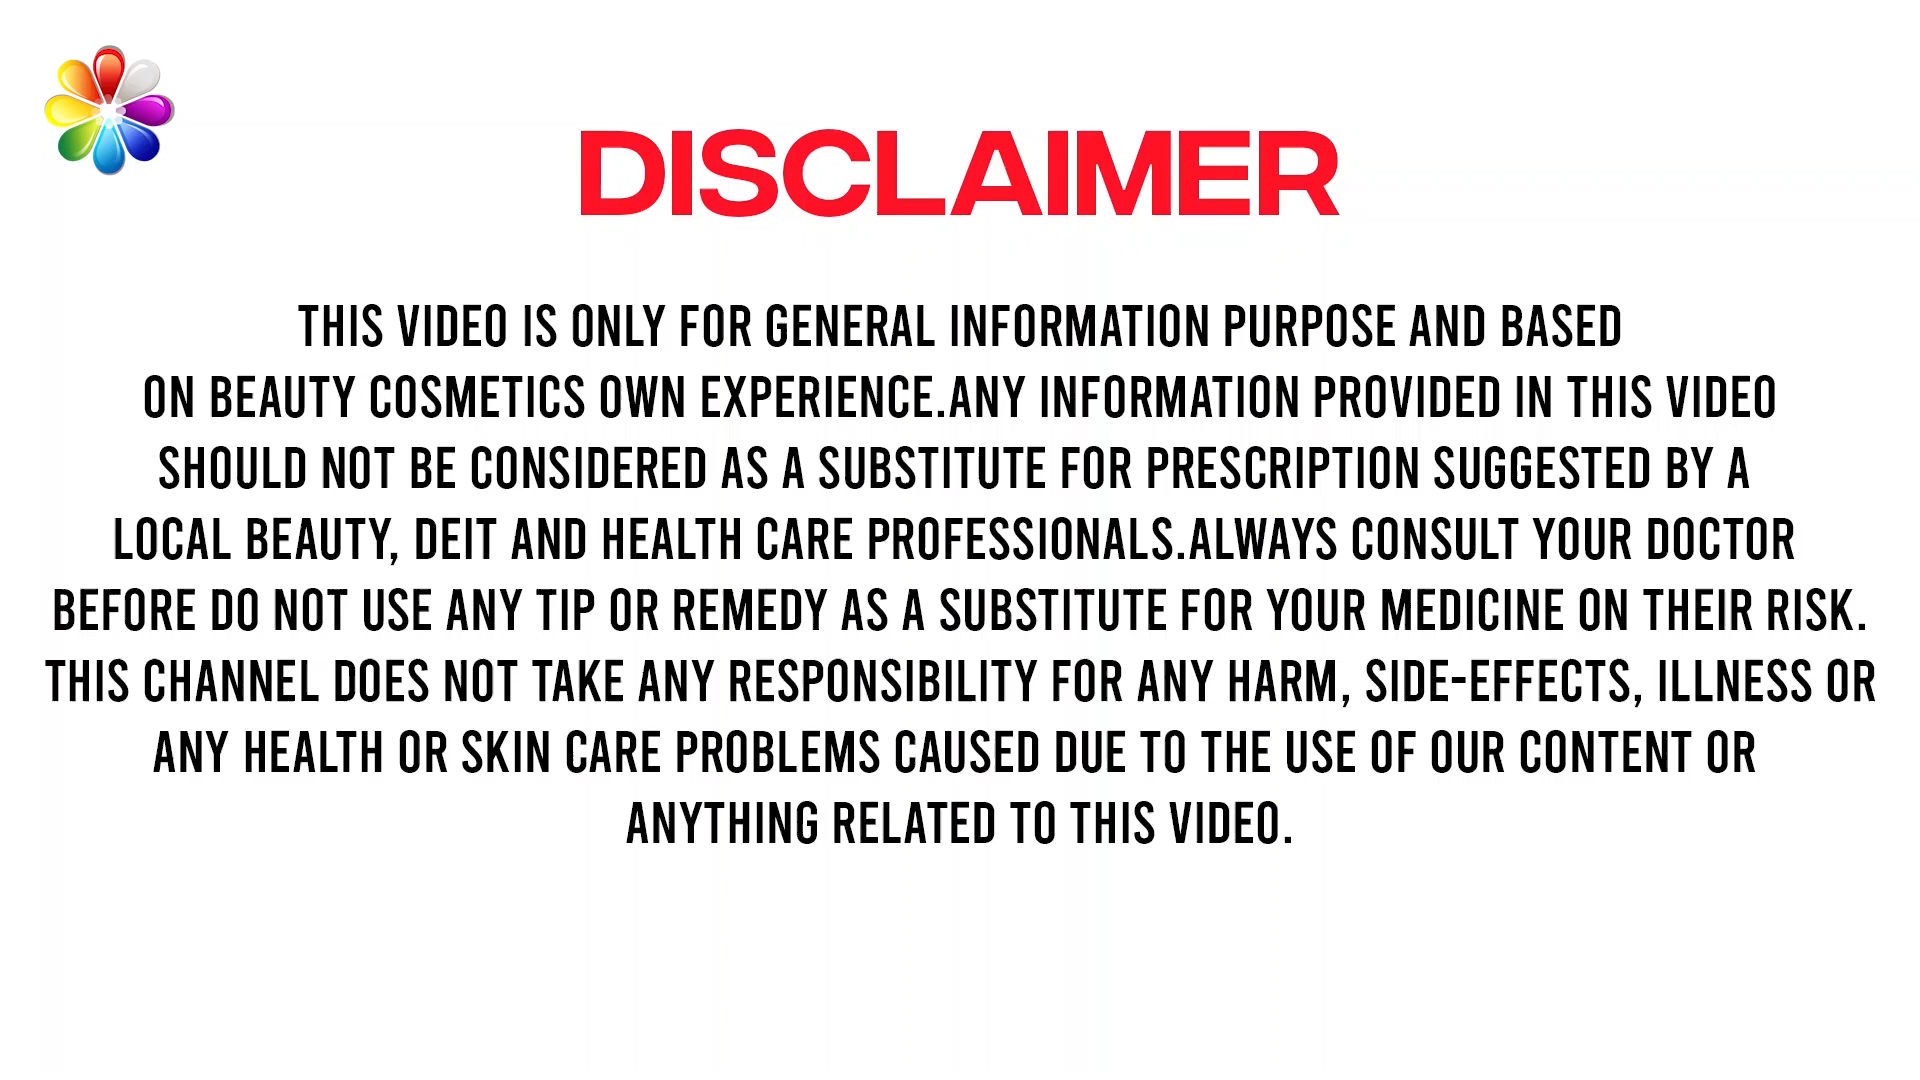 DISCLAIMER
THIS VIDEO IS ONLY FOR GENERAL INFORMATION PURPOSE AND BASED
ON BEAUTY COSMETICS OWN EXPERIENCE.ANY INFORMATION PROVIDED IN THIS VIDEO
SHOULD NOT BE CONSIDERED AS A SUBSTITUTE FOR PRESCRIPTION SUGGESTED BY A
LOCAL BEAUTY, DEIT AND HEALTH CARE PROFESSIONALS.ALWAYS CONSULT YOUR DOCTOR
BEFORE DO NOT USE ANY TIP OR REMEDY AS A SUBSTITUTE FOR YOUR MEDICINE ON THEIR RISK.
THIS CHANNEL DOES NOT TAKE ANY RESPONSIBILITY FOR ANY HARM, SIDE-EFFECTS, ILLNESS OR
ANY HEALTH OR SKIN CARE PROBLEMS CAUSED DUE TO THE USE OF OUR CONTENT OR
ANYTHING RELATED TO THIS VIDEO.